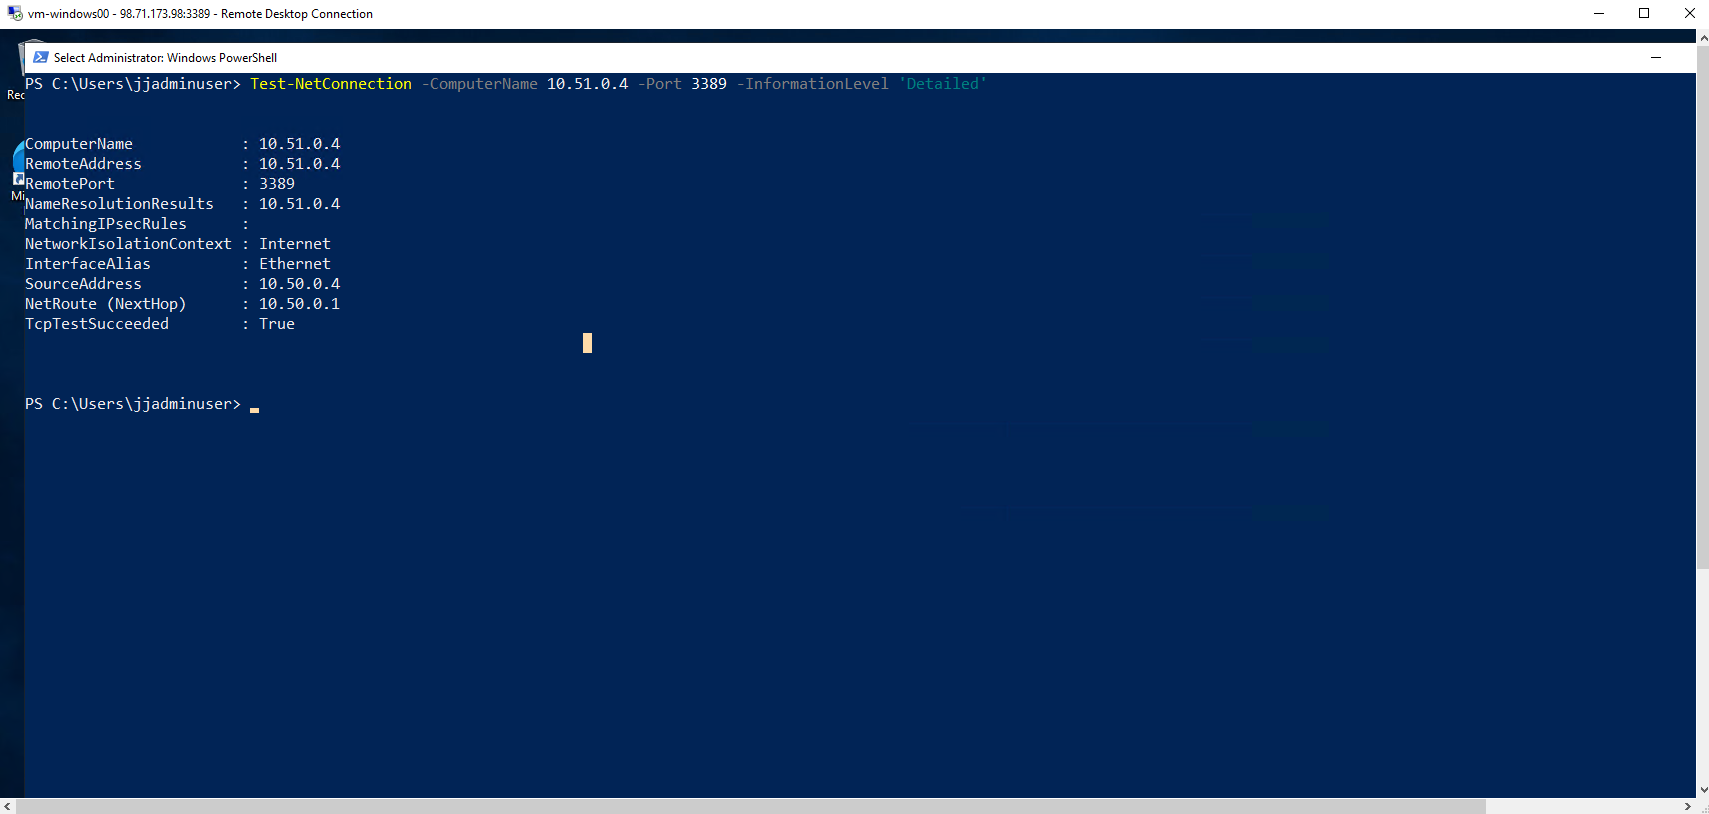 vm-windows00 - 98.71.173.98:3389 - Remote Desktop Connection
Select Administrator: Windows PowerShell
PS C:\Users\jjadminuser> Test-NetConnection -ComputerName 10.51.0.4 -Port 3389 -InformationLevel 'Detailed'
Rec
ComputerName : 10.51.0.4
RemoteAddress : 10.51.0.4
RemotePort : 3389
Mi
NameResolutionResults : 10.51.0.4
MatchingIPsecRules :
NetworkIsolationContext : Internet
InterfaceAlias : Ethernet
SourceAddress : 10.50.0.4
NetRoute (NextHop) : 10.50.0.1
TcpTestSucceeded : True
PS C:\Users\jjadminuser>